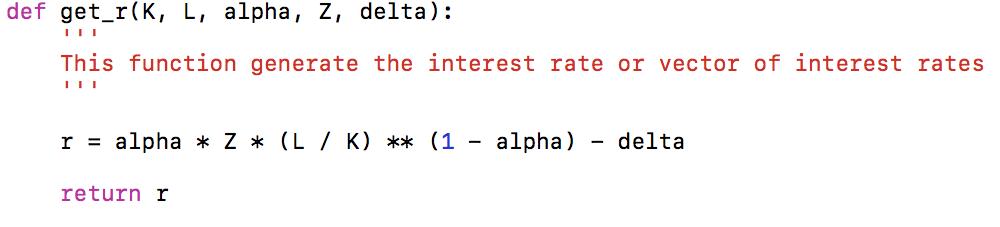 def get_r(K, L, alpha, Z, delta):
'''
This function generate the interest rate or vector of interest rates
'''
r = alpha * Z * (L / K) ** (1 - alpha) - delta
return r